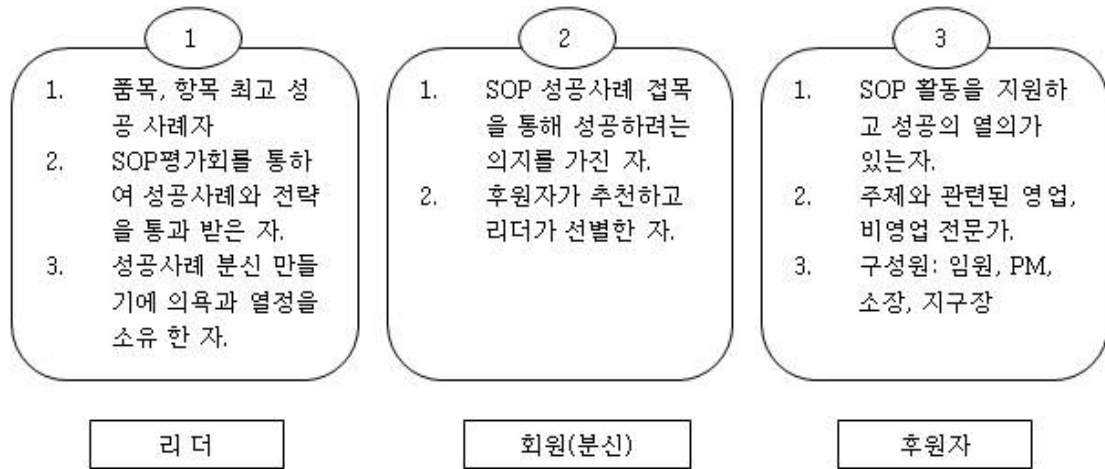 1
1. 품목, 항목 최고 성
공 사례자
2. SOP평가회를 통하
여 성공사례와 전략
을 통과 받은 자.
3. 성공사례 분신 만들
기에 의욕과 열정을
소유 한 자.
리 더
2
1. SOP 성공사례 접목
을 통해 성공하려는
의지를 가진 자.
2. 후원자가 추천하고
리더가 선별한 자.
회원(분신)
3
1. SOP 활동을 지원하
고 성공의 열의가
있는자.
2. 주제와 관련된 영업,
비영업 전문가.
3. 구성원: 임원, PM,
소장, 지구장
후원자